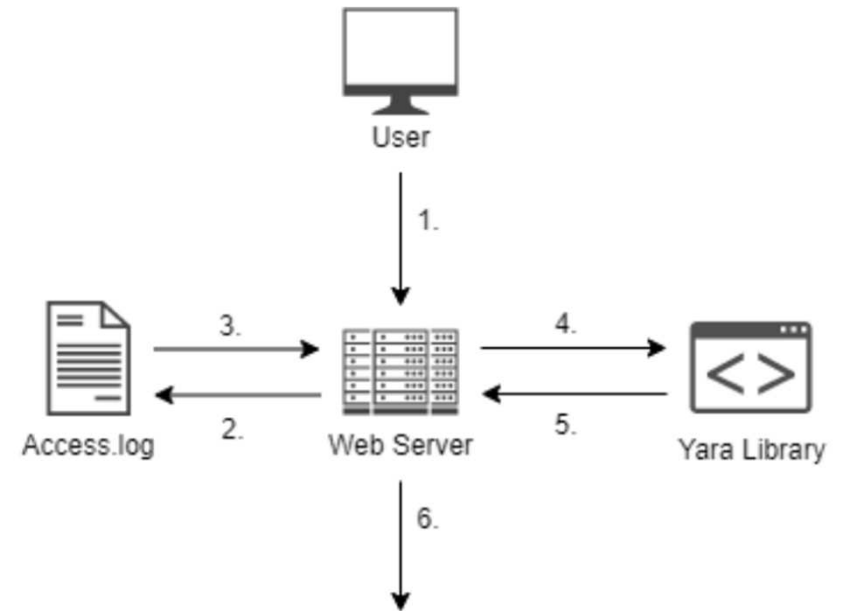 User
1.
3.
4.
2.
5.
Access.log
Web Server
Yara Library
6.